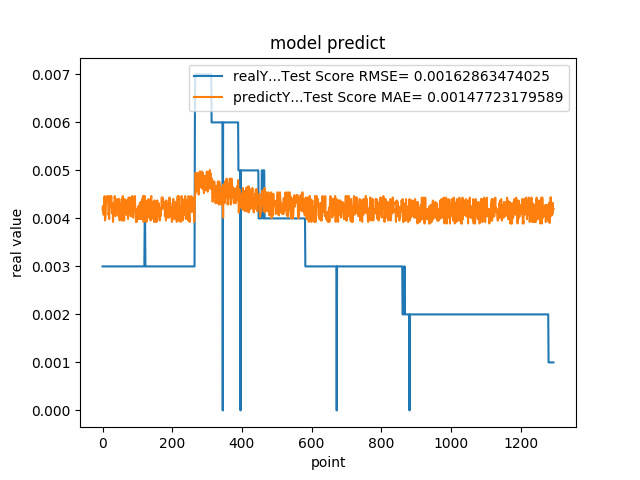 model predict
realY...Test Score RMSE= 0.00162863474025
predictY...Test Score MAE= 0.00147723179589
real value
0.007
0.006
0.005
0.004
0.003
0.002
0.001
0.000
0 200 400 600 800 1000 1200
point